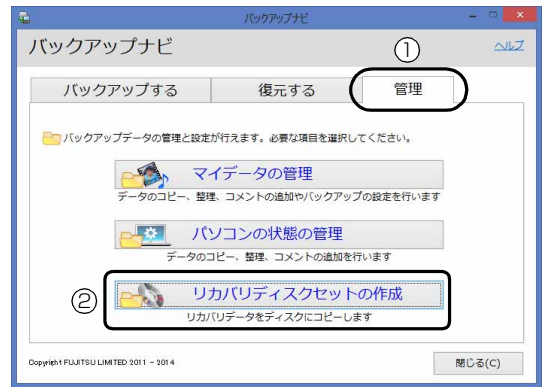 バックアップナビ
バックアップナビ
①
ヘルプ
バックアップする
復元する
管理
バックアップデータの管理と設定が行えます。必要な項目を選択してください。
マイデータの管理
データのコピー、整理、コメントの追加やバックアップの設定を行います
パソコンの状態の管理
データのコピー、整理、コメントの追加を行います
②
リカバリディスクセットの作成
リカバリデータをディスクにコピーします
Copyright FUJITSU LIMITED 2011 - 2014
閉じる(C)